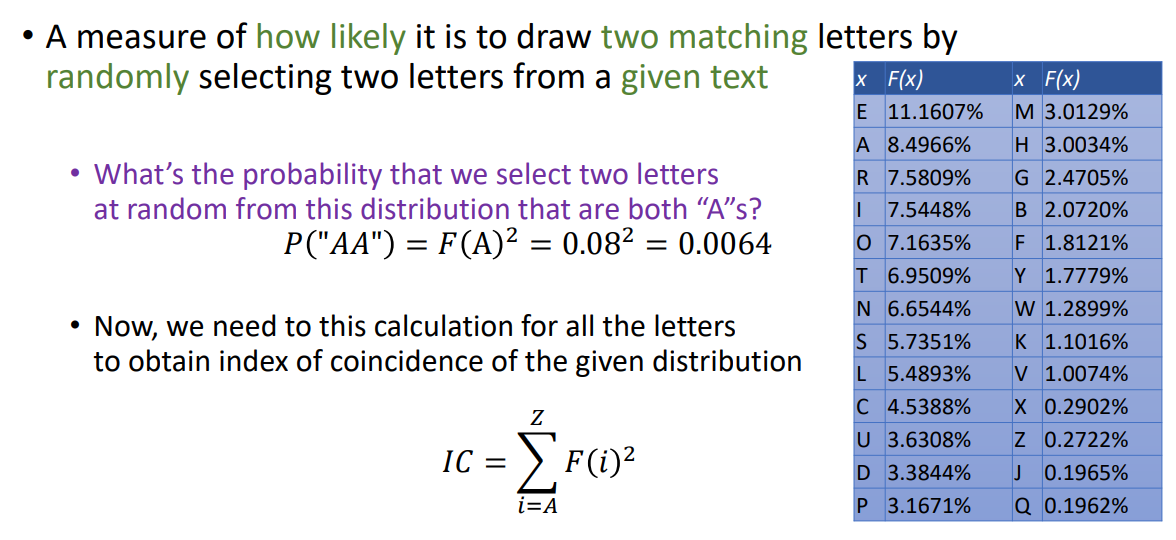 • A measure of how likely it is to draw two matching letters by
randomly selecting two letters from a given text
• What's the probability that we select two letters
at random from this distribution that are both “A”s?
P("AA") = F(A)² = 0.08² = 0.0064
• Now, we need to this calculation for all the letters
to obtain index of coincidence of the given distribution
IC = ∑_{i=A}^{Z} F(i)²
x F(x) x F(x)
E 11.1607% M 3.0129%
A 8.4966% H 3.0034%
R 7.5809% G 2.4705%
I 7.5448% B 2.0720%
O 7.1635% F 1.8121%
T 6.9509% Y 1.7779%
N 6.6544% W 1.2899%
S 5.7351% K 1.1016%
L 5.4893% V 1.0074%
C 4.5388% X 0.2902%
U 3.6308% Z 0.2722%
D 3.3844% J 0.1965%
P 3.1671% Q 0.1962%